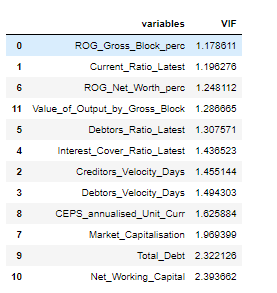 variables VIF
0 ROG_Gross_Block_perc 1.178611
1 Current_Ratio_Latest 1.196276
6 ROG_Net_Worth_perc 1.248112
11 Value_of_Output_by_Gross_Block 1.286665
5 Debtors_Ratio_Latest 1.307571
4 Interest_Cover_Ratio_Latest 1.436523
2 Creditors_Velocity_Days 1.455144
3 Debtors_Velocity_Days 1.494303
8 CEPS_annualised_Unit_Curr 1.625884
7 Market_Capitalisation 1.969399
9 Total_Debt 2.322126
10 Net_Working_Capital 2.393662